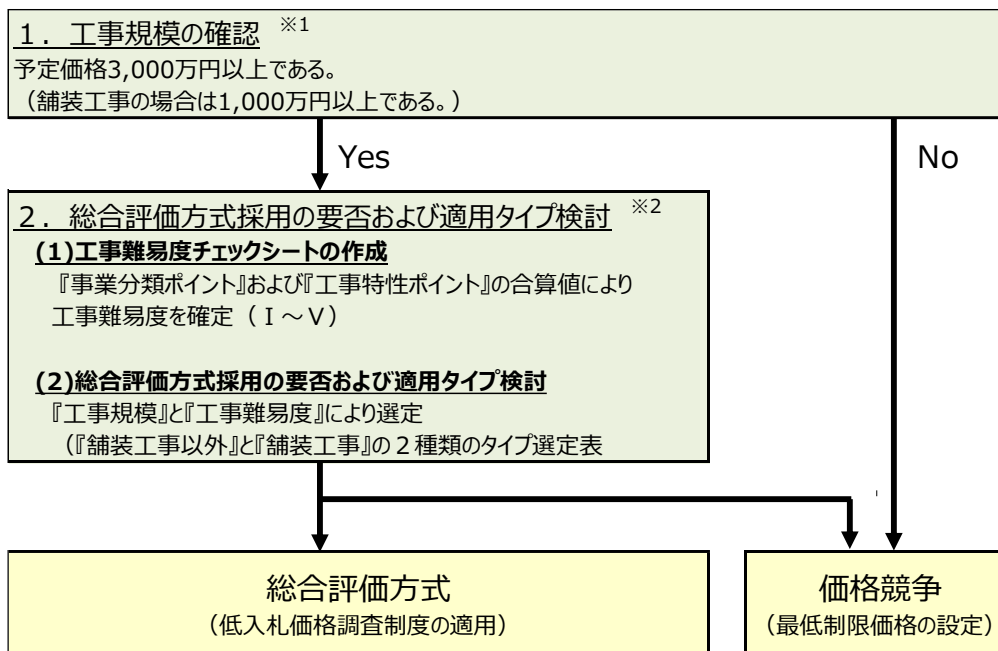 １．工事規模の確認 ※1
予定価格3,000万円以上である。
（舗装工事の場合は1,000万円以上である。）
Yes
No
２．総合評価方式採用の要否および適用タイプ検討 ※2
(1)工事難易度チェックシートの作成
『事業分類ポイント』および『工事特性ポイント』の合算値により
工事難易度を確定（Ⅰ～Ⅴ）
(2)総合評価方式採用の要否および適用タイプ検討
『工事規模』と『工事難易度』により選定
（『舗装工事以外』と『舗装工事』の２種類のタイプ選定表
総合評価方式
（低入札価格調査制度の適用）
価格競争
（最低制限価格の設定）